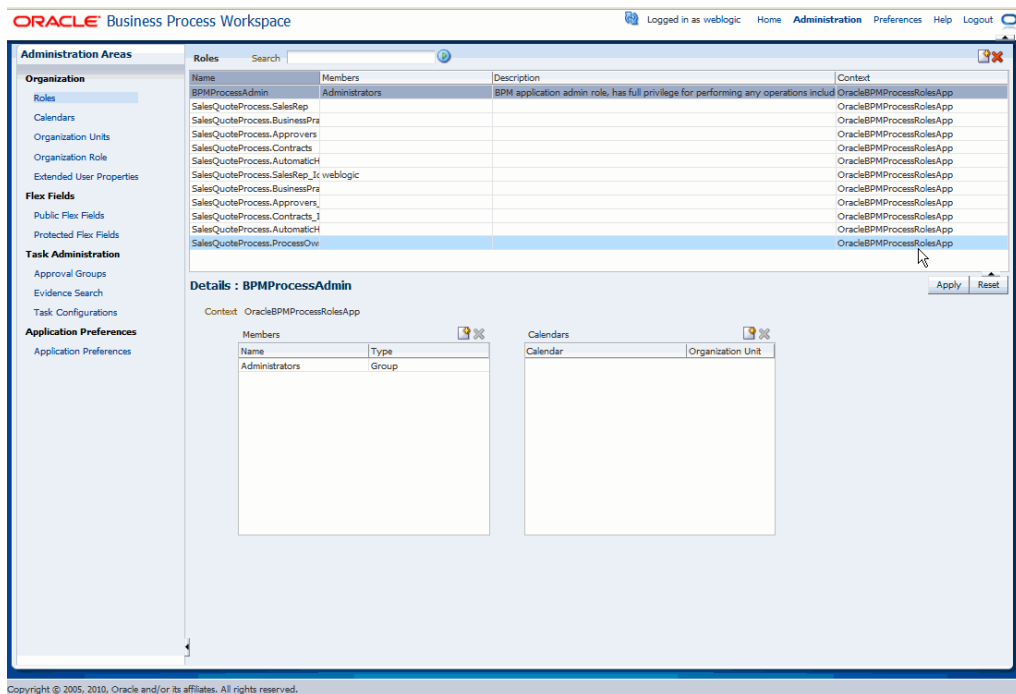 ORACLE Business Process Workspace
Logged in as weblogic Home Administration Preferences Help Logout
Administration Areas
Organization
Roles
Calendars
Organization Units
Organization Role
Extended User Properties
Flex Fields
Public Flex Fields
Protected Flex Fields
Task Administration
Approval Groups
Evidence Search
Task Configurations
Application Preferences
Application Preferences
Roles Search
Name Members Description Context
BPMProcessAdmin Administrators BPM application admin role, has full privilege for performing any operations includ OracleBPMProcessRolesApp
SalesQuoteProcess.SalesRep OracleBPMProcessRolesApp
SalesQuoteProcess.BusinessPra OracleBPMProcessRolesApp
SalesQuoteProcess.Approvers OracleBPMProcessRolesApp
SalesQuoteProcess.Contracts OracleBPMProcessRolesApp
SalesQuoteProcess.AutomaticH OracleBPMProcessRolesApp
SalesQuoteProcess.SalesRep_Ic weblogic OracleBPMProcessRolesApp
SalesQuoteProcess.BusinessPra OracleBPMProcessRolesApp
SalesQuoteProcess.Approvers_ OracleBPMProcessRolesApp
SalesQuoteProcess.Contracts_I OracleBPMProcessRolesApp
SalesQuoteProcess.AutomaticH OracleBPMProcessRolesApp
SalesQuoteProcess.ProcessOwn OracleBPMProcessRolesApp
Details : BPMProcessAdmin
Apply Reset
Context OracleBPMProcessRolesApp
Members
Name Type
Administrators Group
Calendars
Calendar Organization Unit
Copyright © 2005, 2010, Oracle and/or its affiliates. All rights reserved.